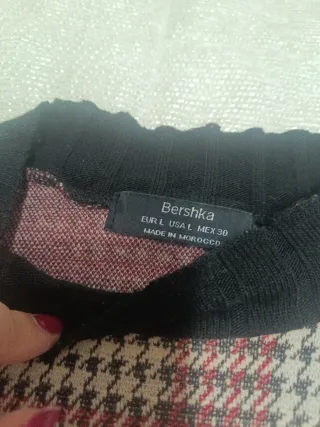 Bershka
EUR L USA L MEX 30
MADE IN MOROCCO